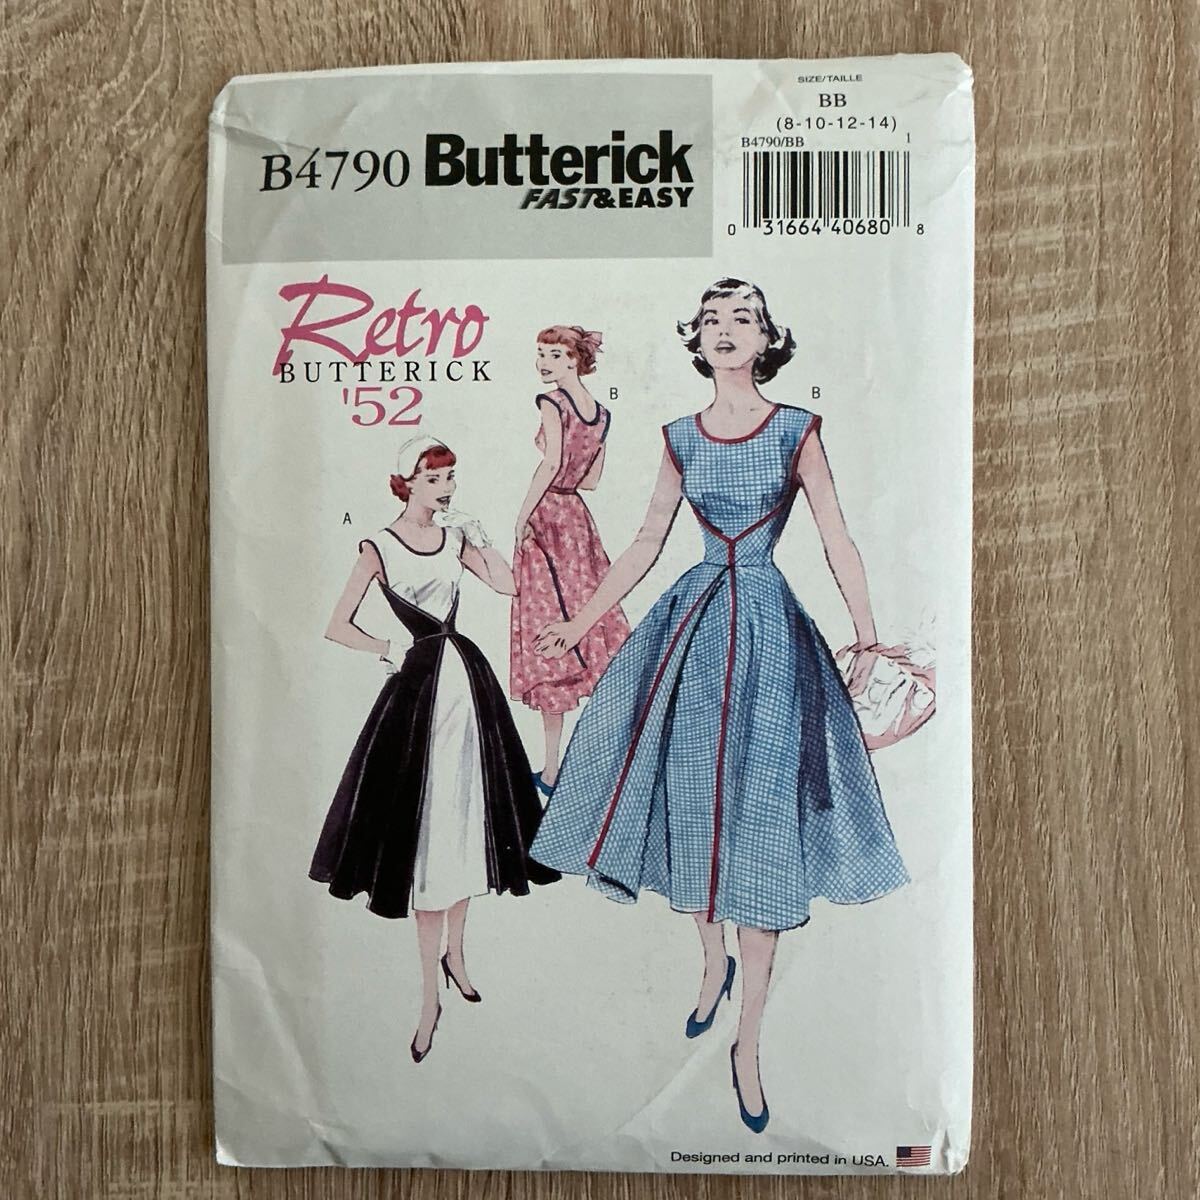 SIZE/TAILLE
BB
(8-10-12-14)
B4790/BB 1
0 31664 40680 8
B4790 Butterick
FAST&EASY
Retro
BUTTERICK
'52
B
B
A
Designed and printed in USA.